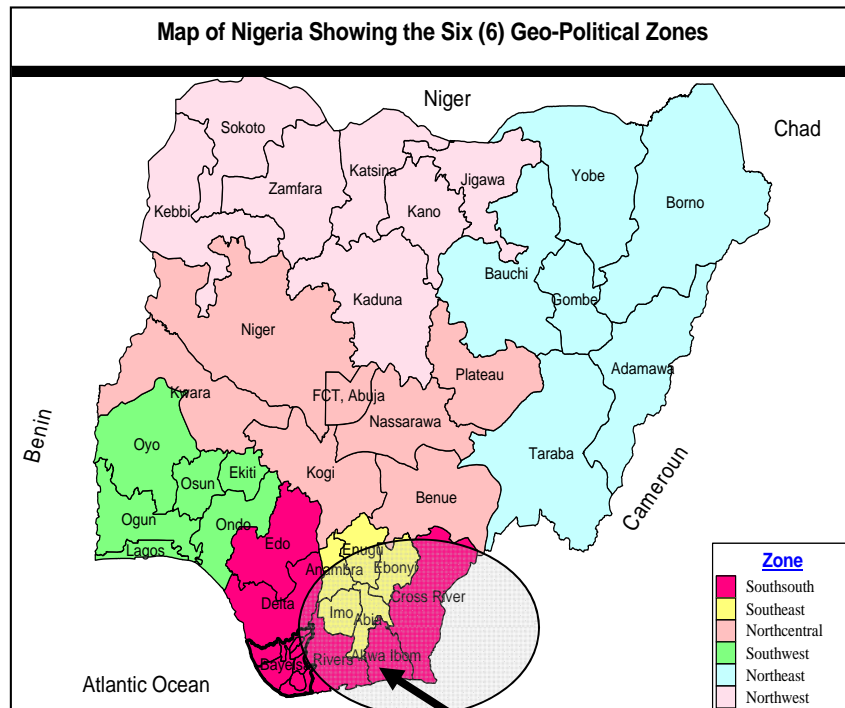 Map of Nigeria Showing the Six (6) Geo-Political Zones
Niger
Chad
Sokoto
Katsina
Jigawa
Yobe
Zamfara
Kebbi
Kano
Borno
Bauchi
Gombe
Kaduna
Niger
Adamawa
Plateau
FCT, Abuja
Kwara
Nassarawa
Benin
Oyo
Taraba
Cameroun
Ekiti
Osun
Kogi
Benue
Ogun
Ondo
Lagos
Edo
Enugu
Anambra
Ebonyi
Cross River
Delta
Imo
Abia
Bayels
Rivers
Akwa Ibom
Atlantic Ocean
Zone
Southsouth
Southeast
Northcentral
Southwest
Northeast
Northwest